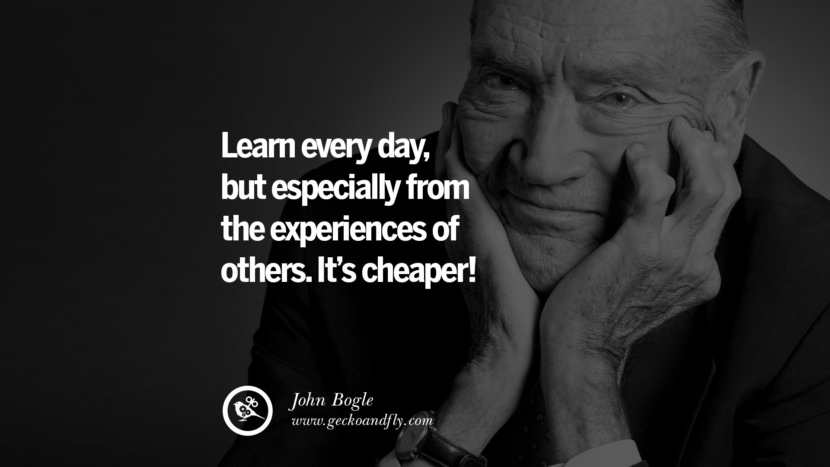 Learn every day,
but especially from
the experiences of
others. It's cheaper!
John Bogle
www.geckoandfly.com